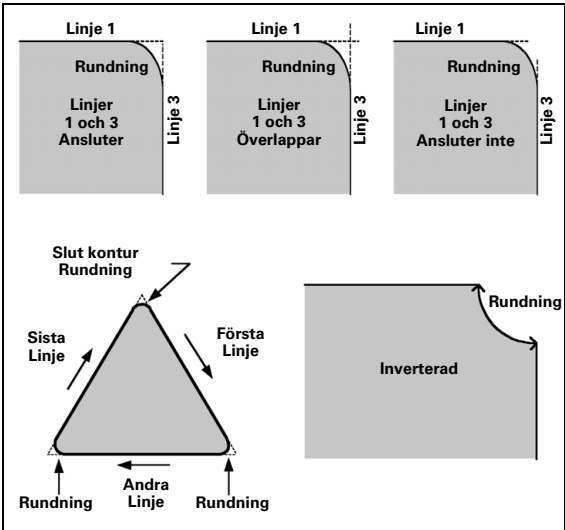 Linje 1
Rundning
Linjer
1 och 3
Ansluter
Linje 3
Linje 1
Rundning
Linjer
1 och 3
Överlappar
Linje 3
Linje 1
Rundning
Linjer
1 och 3
Ansluter inte
Linje 3
Slut kontur
Rundning
Sista
Linje
Första
Linje
Andra
Linje
Rundning
Rundning
Rundning
Inverterad